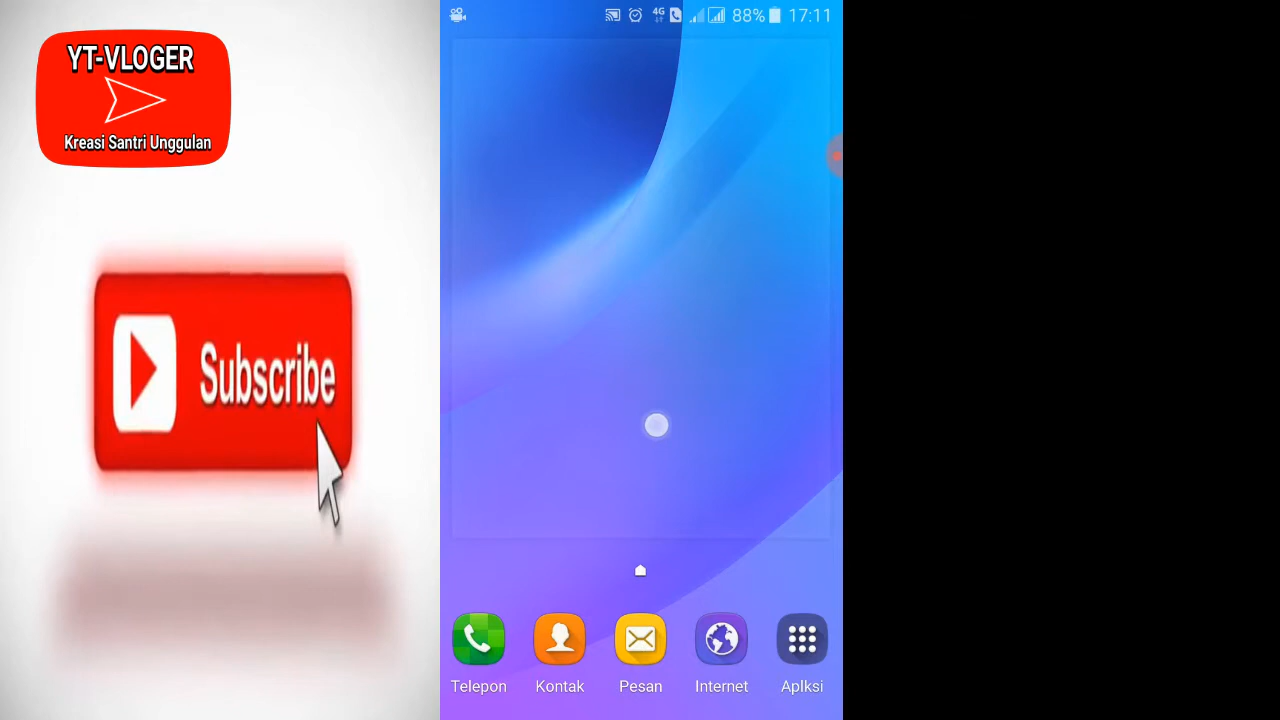 YT-VLOGER
Kreasi Santri Unggulan
Subscribe
4G
88%
17:11
Telepon
Kontak
Pesan
Internet
Aplksi